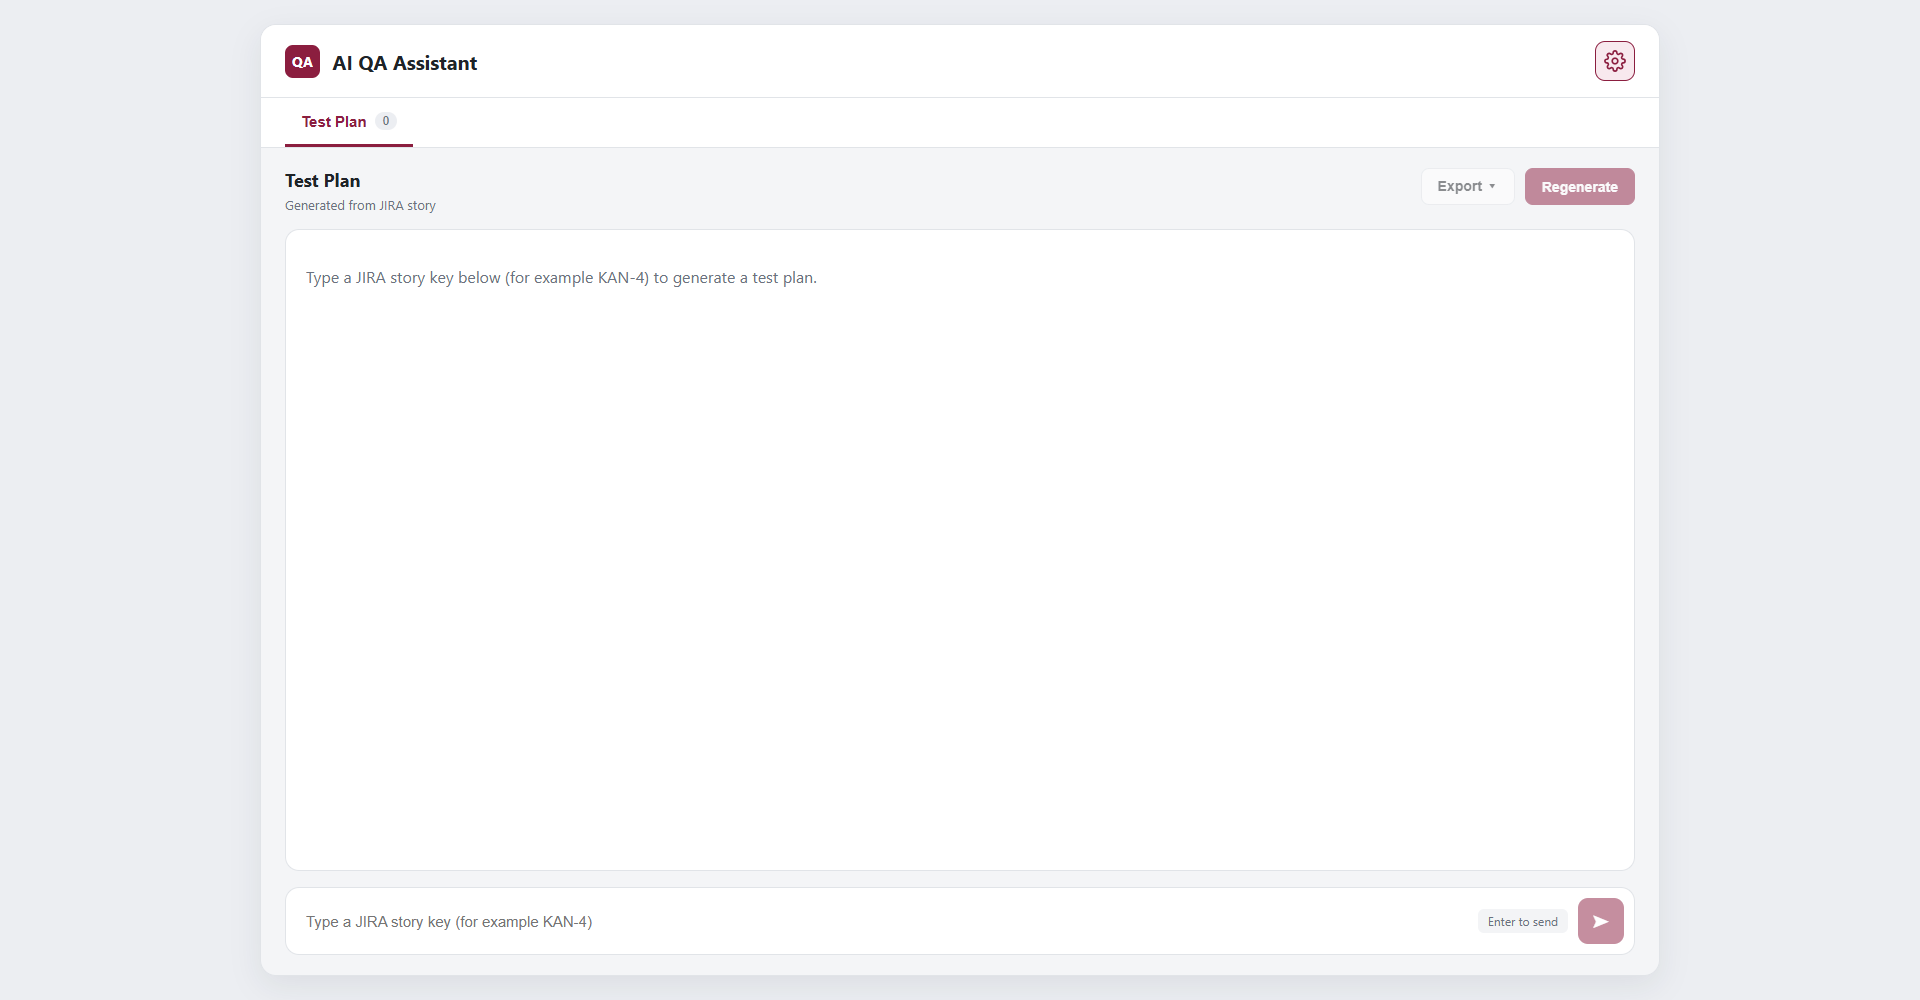 QA AI QA Assistant
Test Plan 0
Test Plan
Generated from JIRA story
Export ▾
Regenerate
Type a JIRA story key below (for example KAN-4) to generate a test plan.
Type a JIRA story key (for example KAN-4)
Enter to send